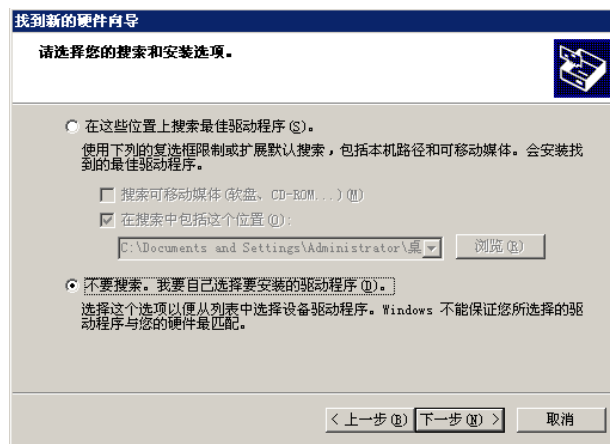 找到新的硬件向导
请选择您的搜索和安装选项。
在这些位置上搜索最佳驱动程序(S)。
使用下列的复选框限制或扩展默认搜索，包括本机路径和可移动媒体。会安装找
到的最佳驱动程序。
搜索可移动媒体(软盘、CD-ROM...)(M)
在搜索中包括这个位置(O):
C:\Documents and Settings\Administrator\桌
浏览(R)
不要搜索。我要自己选择要安装的驱动程序(D)。
选择这个选项以便从列表中选择设备驱动程序。Windows 不能保证您所选择的驱
动程序与您的硬件最匹配。
< 上一步(B) 下一步(N) > 取消